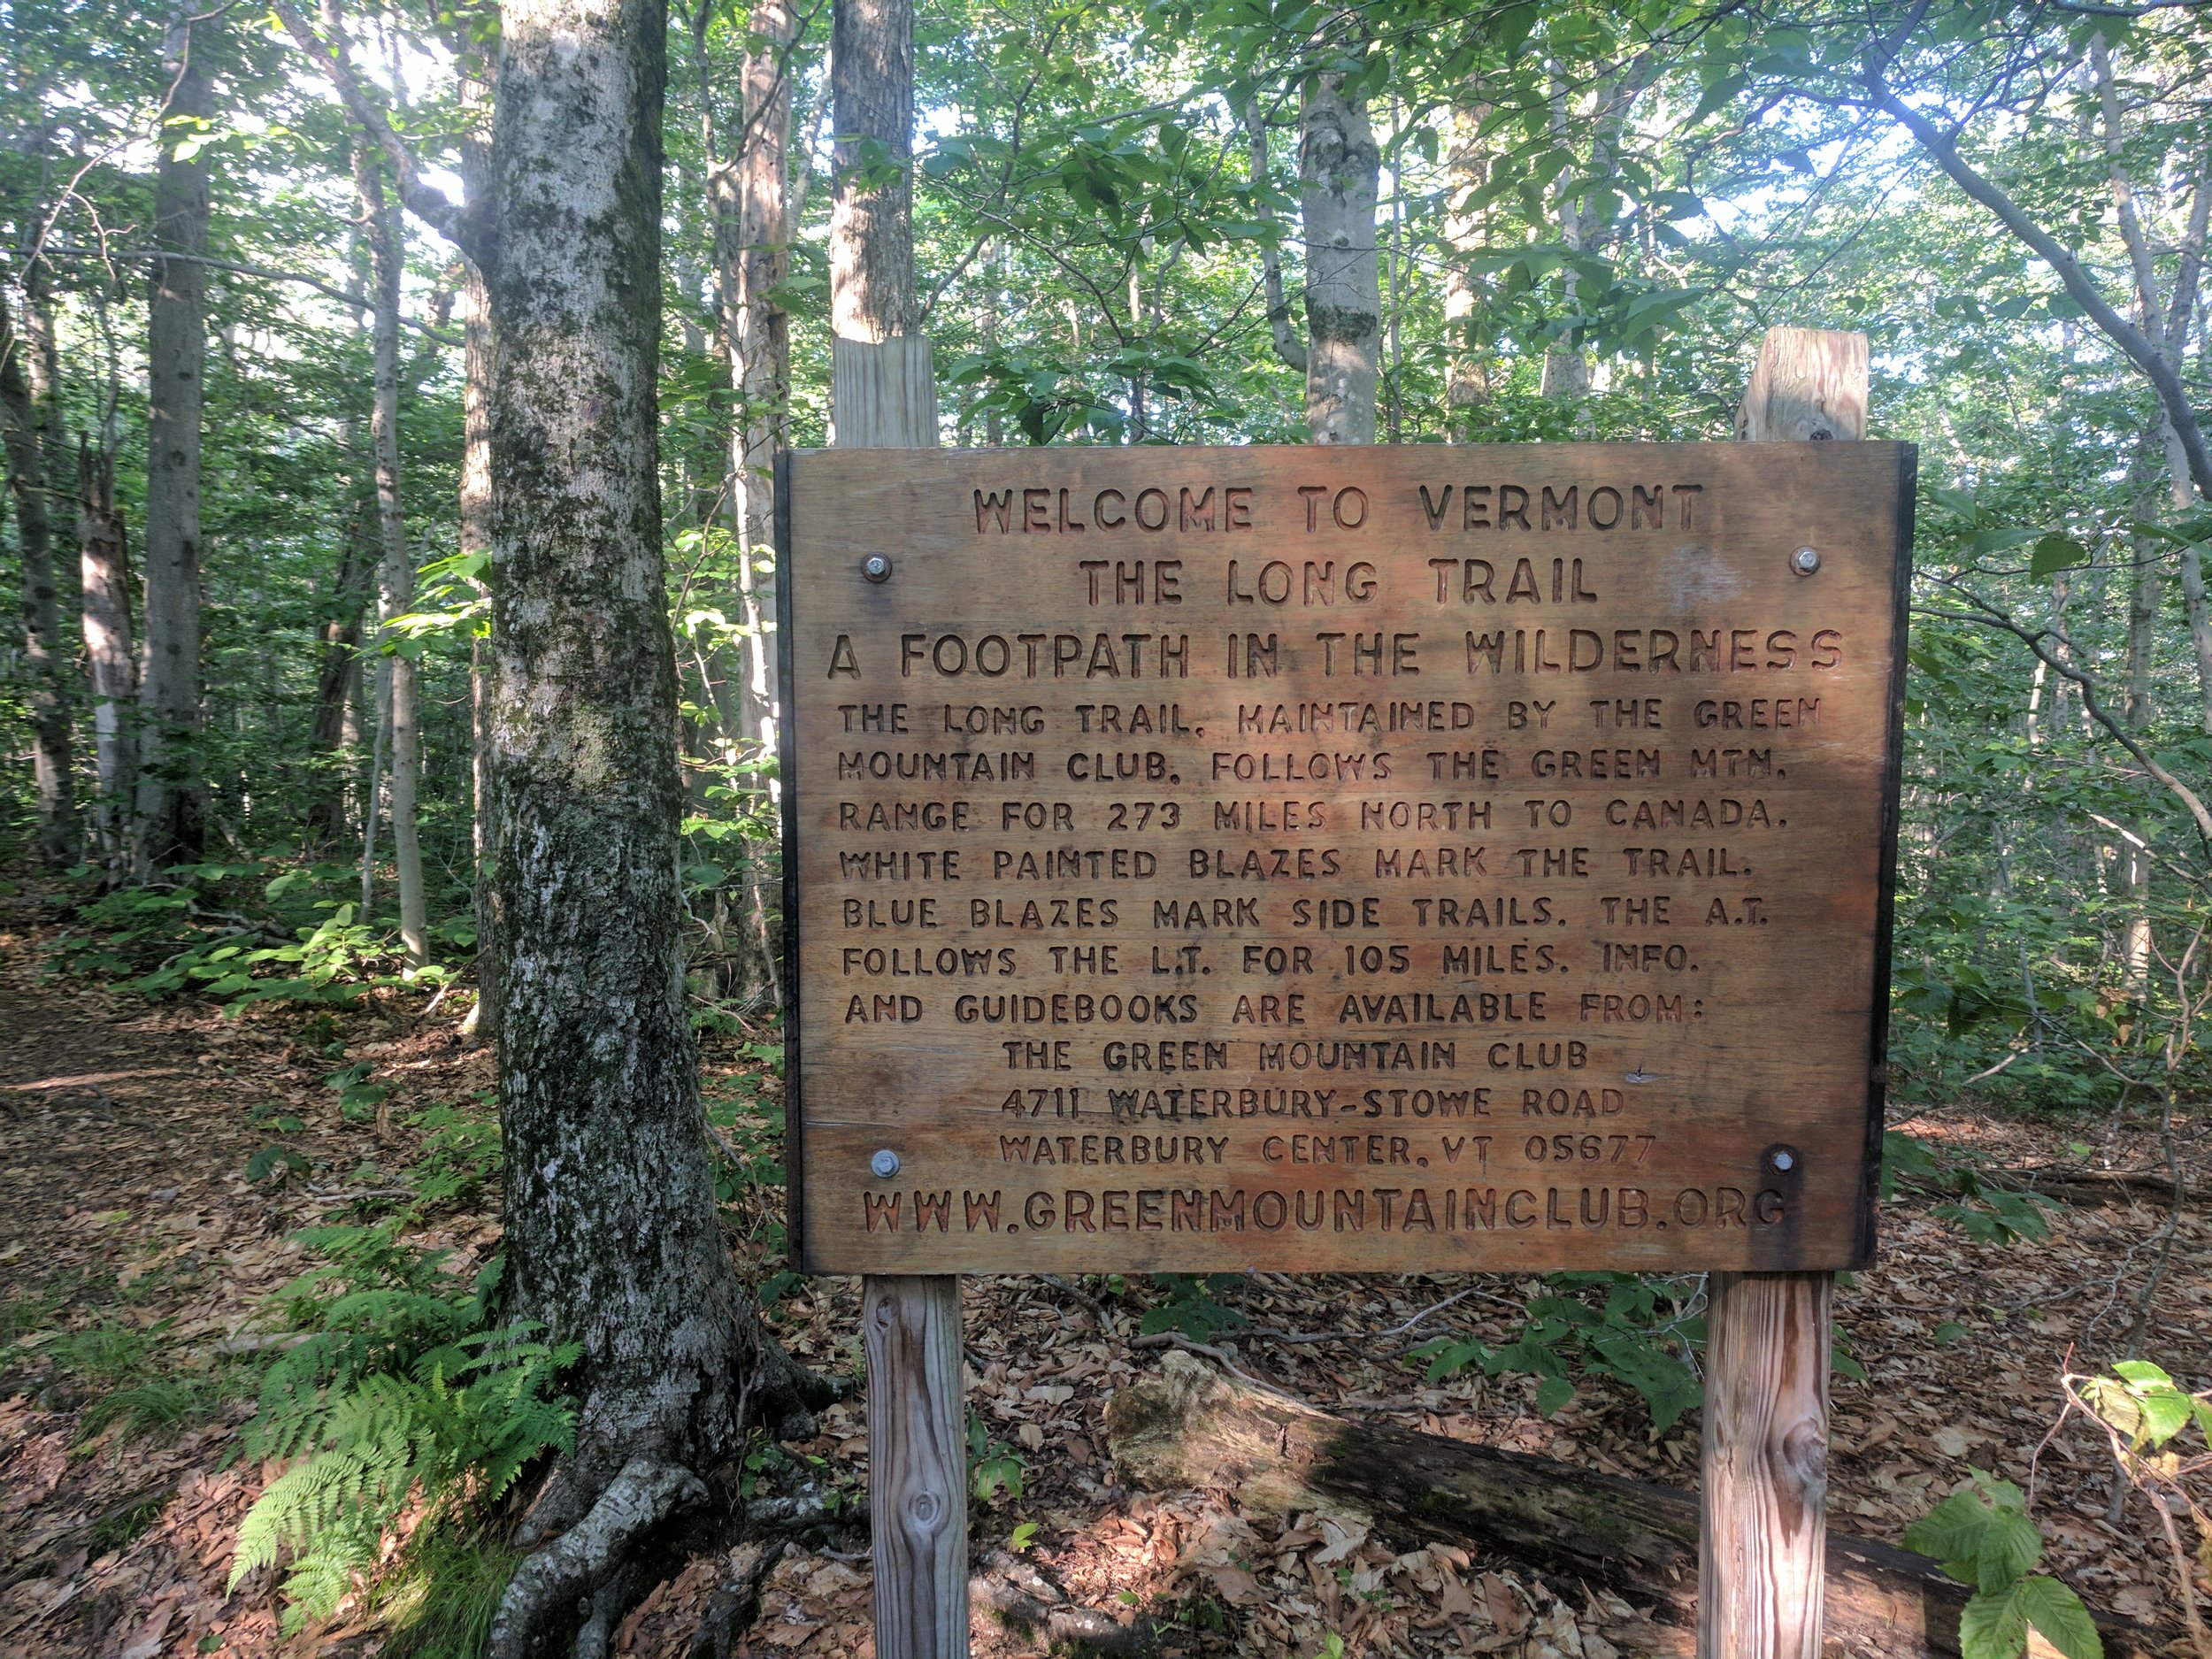 WELCOME TO VERMONT
THE LONG TRAIL
A FOOTPATH IN THE WILDERNESS
THE LONG TRAIL, MAINTAINED BY THE GREEN
MOUNTAIN CLUB, FOLLOWS THE GREEN MTN.
RANGE FOR 273 MILES NORTH TO CANADA.
WHITE PAINTED BLAZES MARK THE TRAIL.
BLUE BLAZES MARK SIDE TRAILS. THE A.T.
FOLLOWS THE L.T. FOR 105 MILES. INFO.
AND GUIDEBOOKS ARE AVAILABLE FROM:
THE GREEN MOUNTAIN CLUB
4711 WATERBURY-STOWE ROAD
WATERBURY CENTER, VT 05677
WWW.GREENMOUNTAINCLUB.ORG